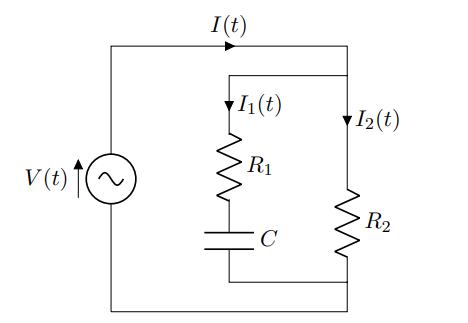 I(t)
I₁(t)
I₂(t)
R₁
V(t)
R₂
C